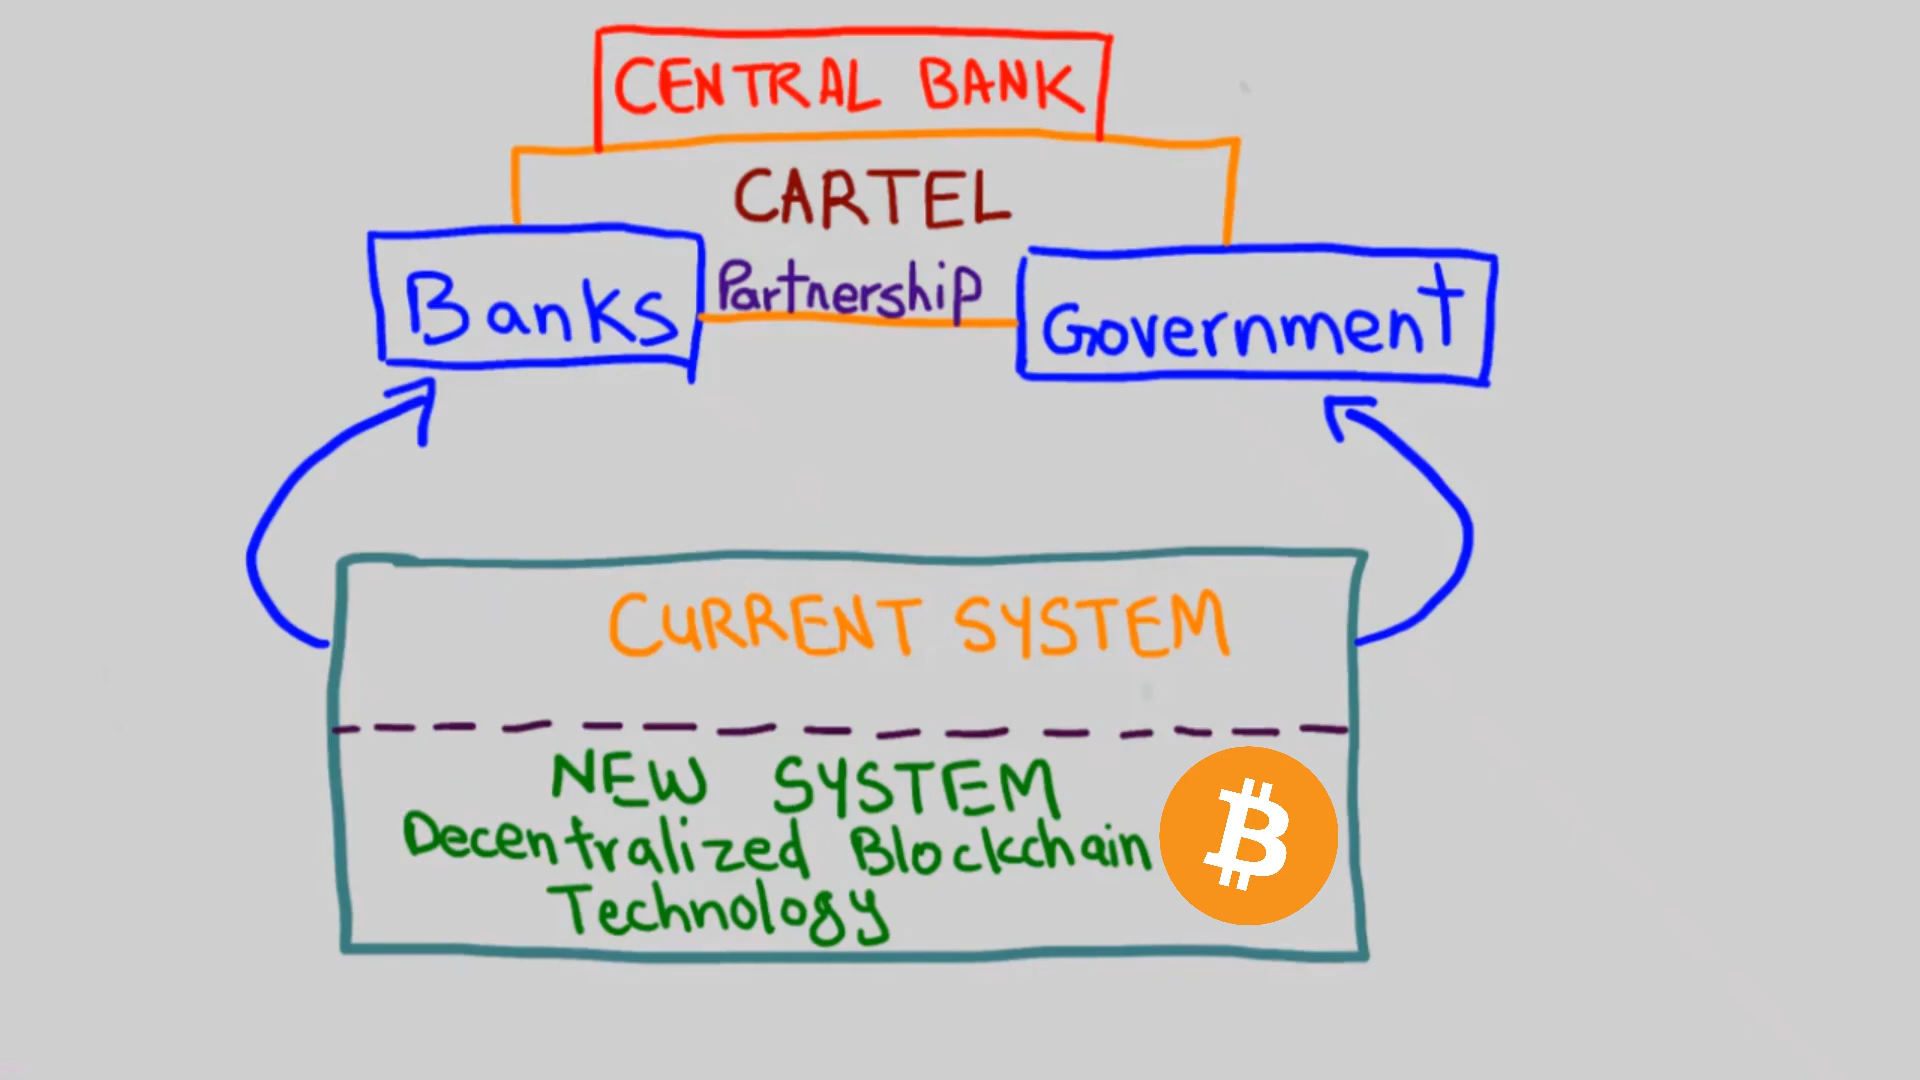 CENTRAL BANK
CARTEL
Partnership
Banks
Government
CURRENT SYSTEM
NEW SYSTEM
Decentralized Blockchain
Technology